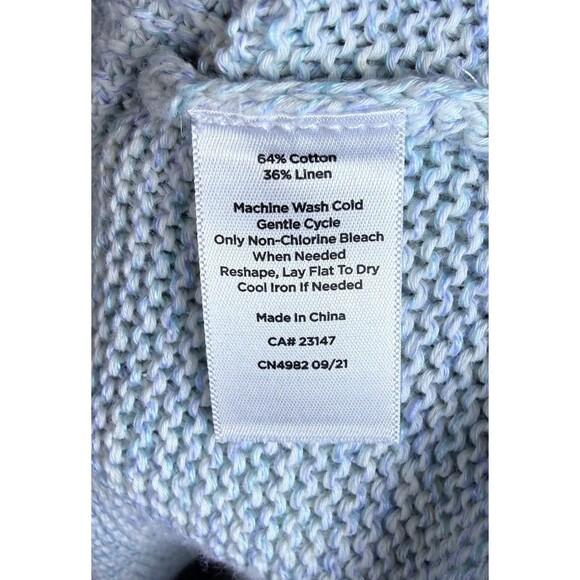 64% Cotton
36% Linen
Machine Wash Cold
Gentle Cycle
Only Non-Chlorine Bleach
When Needed
Reshape, Lay Flat To Dry
Cool Iron If Needed
Made In China
CA# 23147
CN4982 09/21